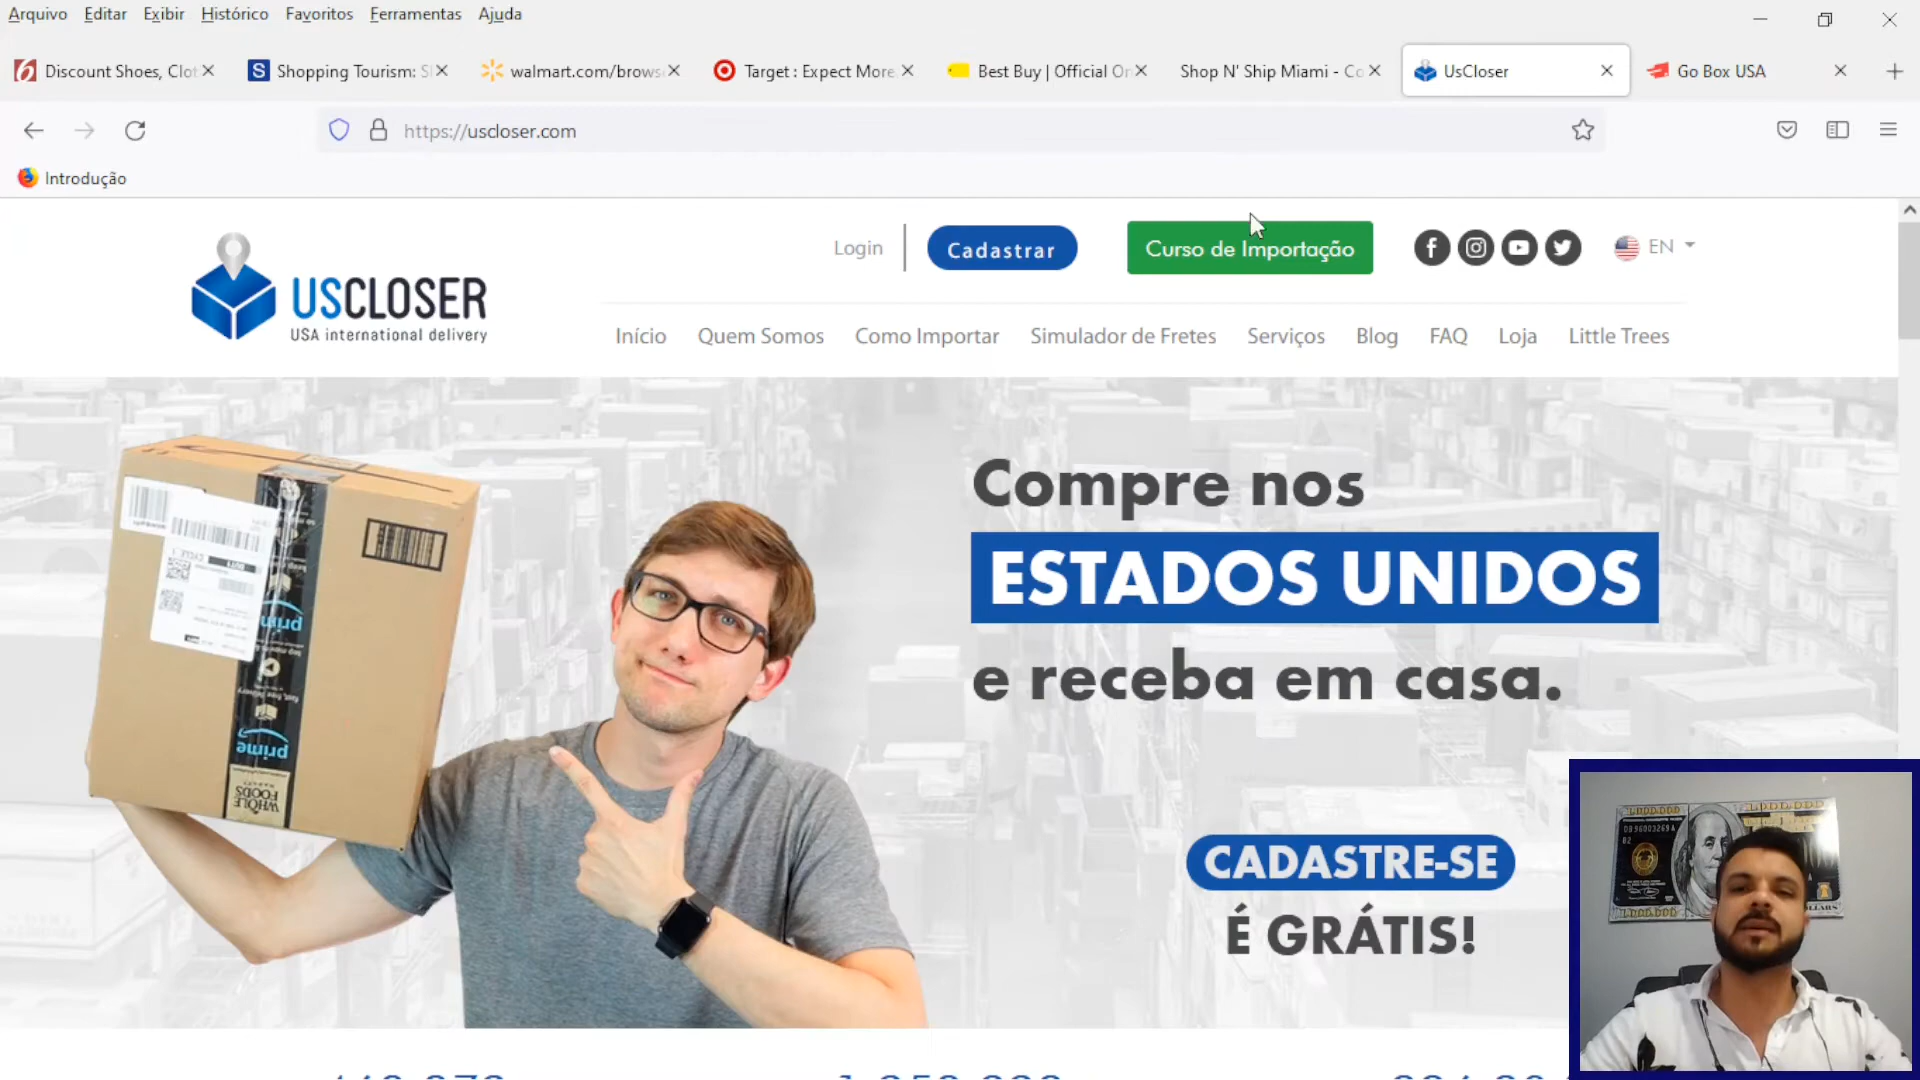 Arquivo Editar Exibir Histórico Favoritos Ferramentas Ajuda
Discount Shoes, Clot
S Shopping Tourism: S
walmart.com/brows
Target : Expect More
Best Buy | Official O
Shop N' Ship Miami - Co
UsCloser
Go Box USA
https://uscloser.com
Introdução
Login
Cadastrar
Curso de Importação
EN
USCLOSER
USA international delivery
Início Quem Somos Como Importar Simulador de Fretes Serviços Blog FAQ Loja Little Trees
Compre nos
ESTADOS UNIDOS
e receba em casa.
CADASTRE-SE
É GRÁTIS!
prime
prime
WHOLE
FOODS